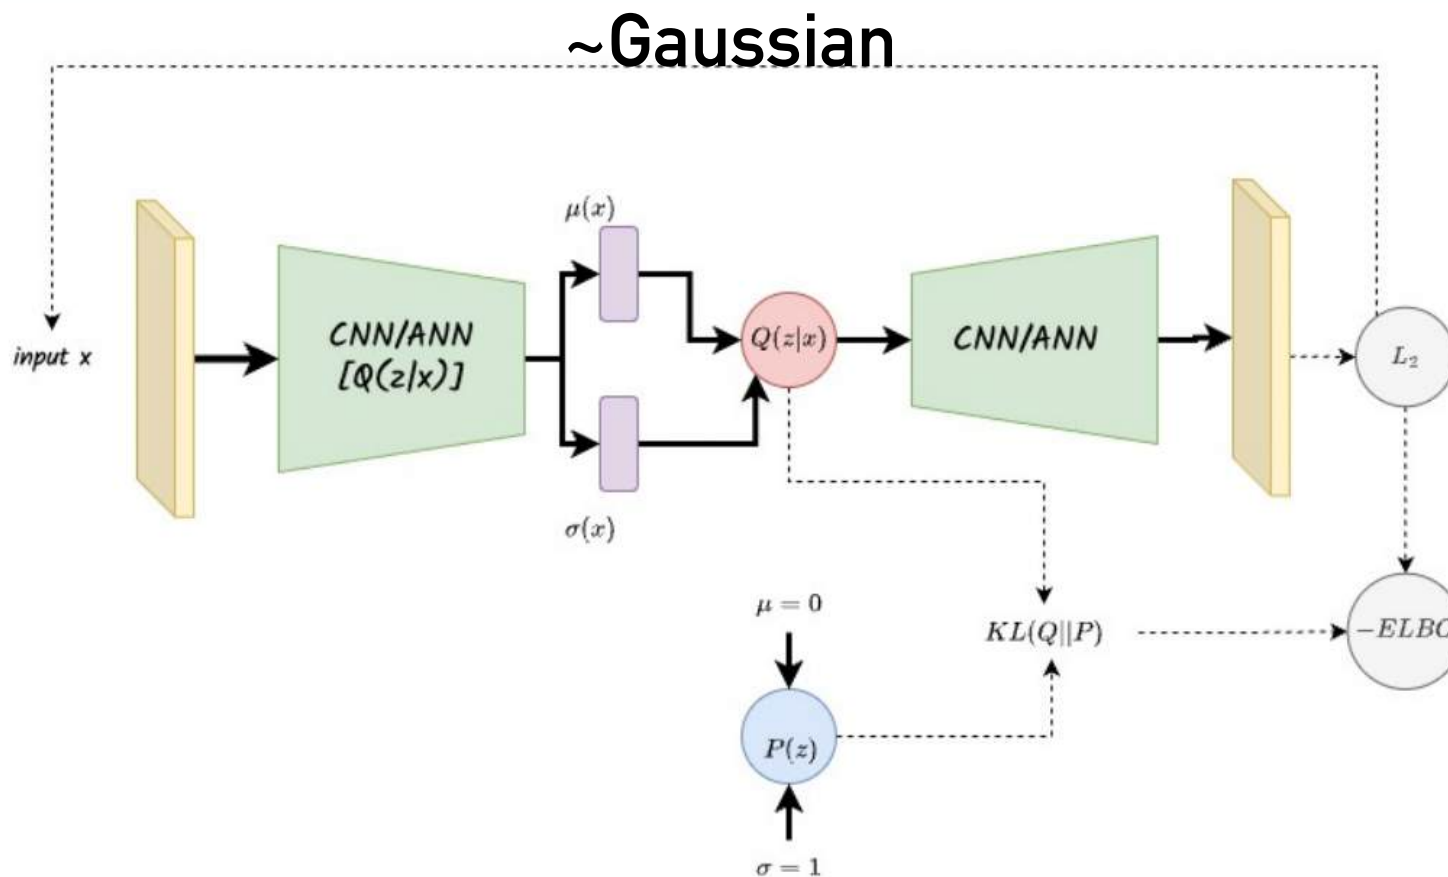 ~Gaussian
μ(x)
CNN/ANN
[Q(z|x)]
Q(z|x)
CNN/ANN
input x
L₂
σ(x)
μ = 0
KL(Q||P)
−ELBO
P(z)
σ = 1